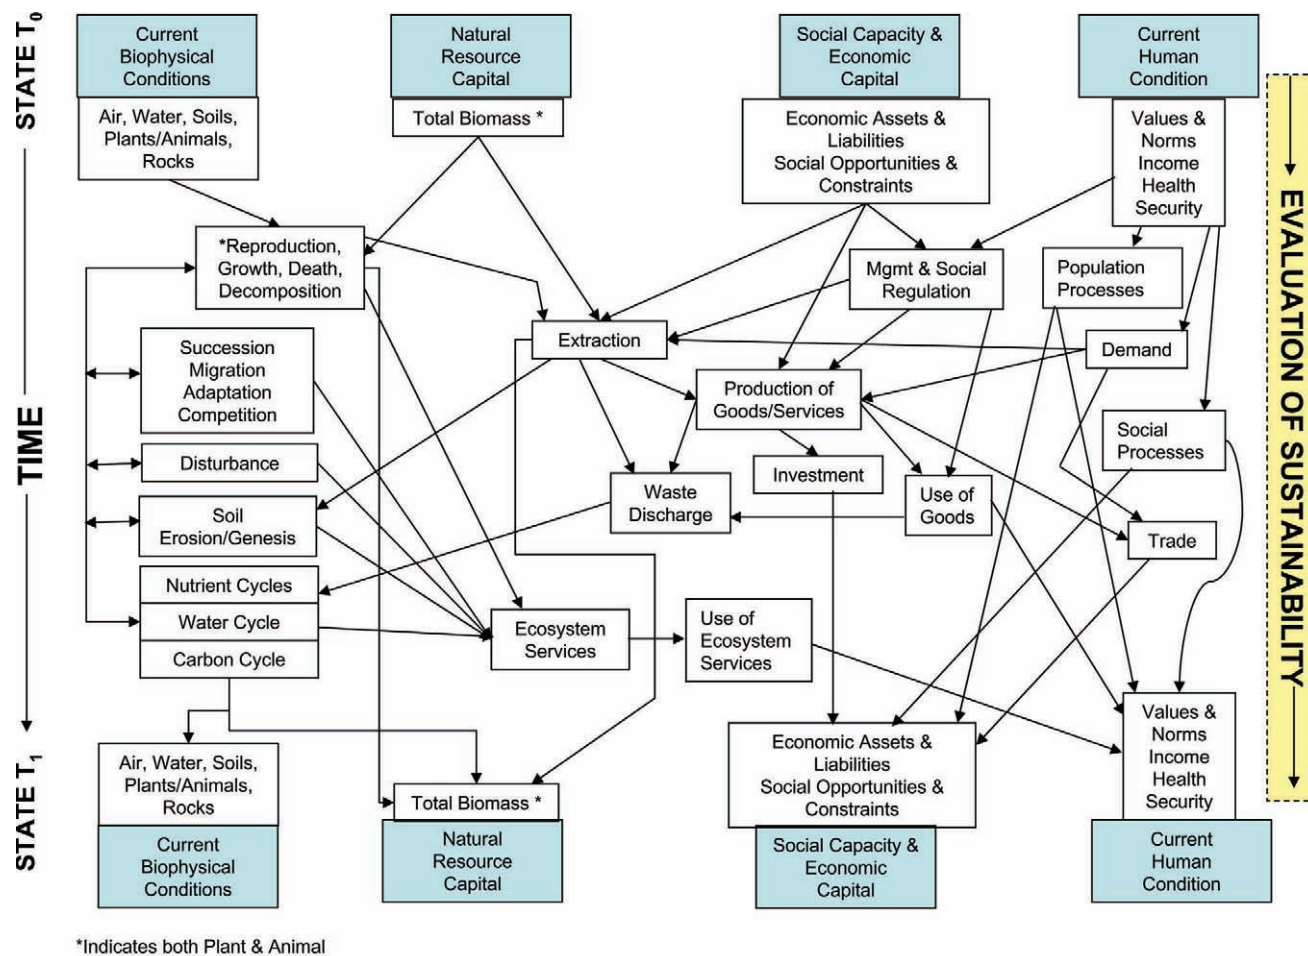 STATE T0
TIME
STATE T1
Current
Biophysical
Conditions
Air, Water, Soils,
Plants/Animals,
Rocks
Natural
Resource
Capital
Total Biomass *
Social Capacity &
Economic
Capital
Economic Assets &
Liabilities
Social Opportunities &
Constraints
Current
Human
Condition
Values &
Norms
Income
Health
Security
EVALUATION OF SUSTAINABILITY
*Reproduction,
Growth, Death,
Decomposition
Mgmt & Social
Regulation
Population
Processes
Extraction
Demand
Succession
Migration
Adaptation
Competition
Production of
Goods/Services
Social
Processes
Disturbance
Investment
Waste
Discharge
Use of
Goods
Soil
Erosion/Genesis
Trade
Nutrient Cycles
Water Cycle
Carbon Cycle
Ecosystem
Services
Use of
Ecosystem
Services
Air, Water, Soils,
Plants/Animals,
Rocks
Current
Biophysical
Conditions
Total Biomass *
Natural
Resource
Capital
Economic Assets &
Liabilities
Social Opportunities &
Constraints
Social Capacity &
Economic
Capital
Values &
Norms
Income
Health
Security
Current
Human
Condition
*Indicates both Plant & Animal